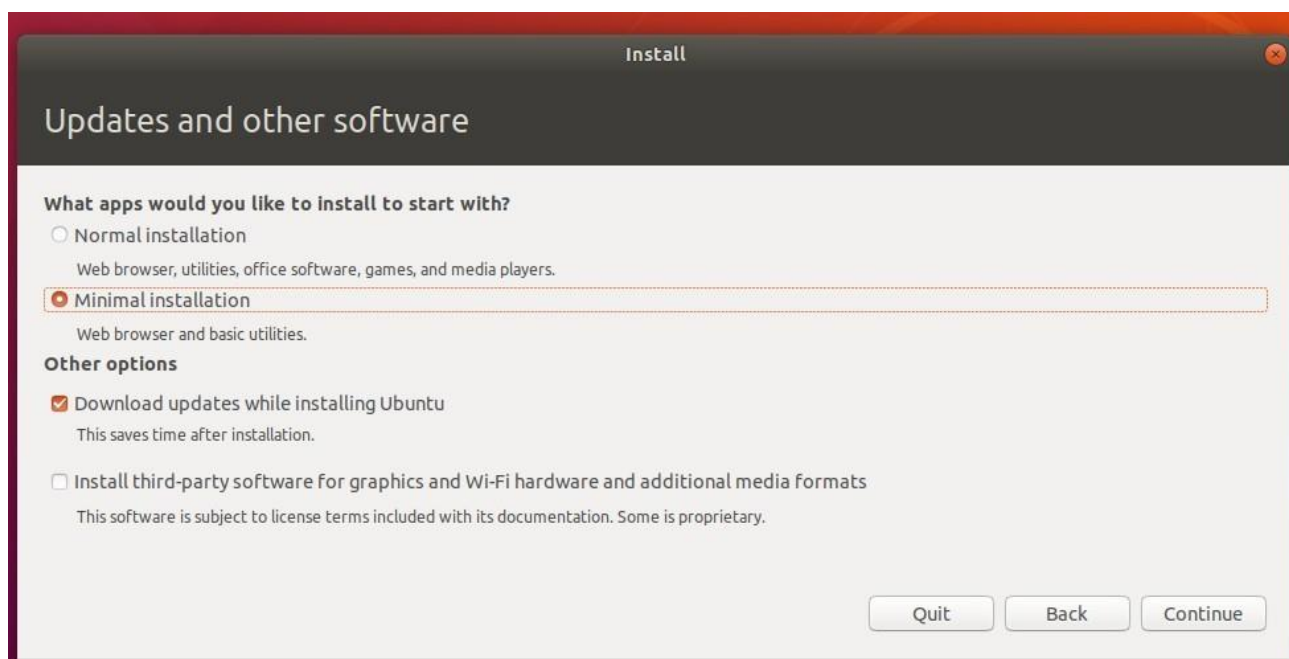 Install
Updates and other software
What apps would you like to install to start with?
Normal installation
Web browser, utilities, office software, games, and media players.
Minimal installation
Web browser and basic utilities.
Other options
Download updates while installing Ubuntu
This saves time after installation.
Install third-party software for graphics and Wi-Fi hardware and additional media formats
This software is subject to license terms included with its documentation. Some is proprietary.
Quit Back Continue